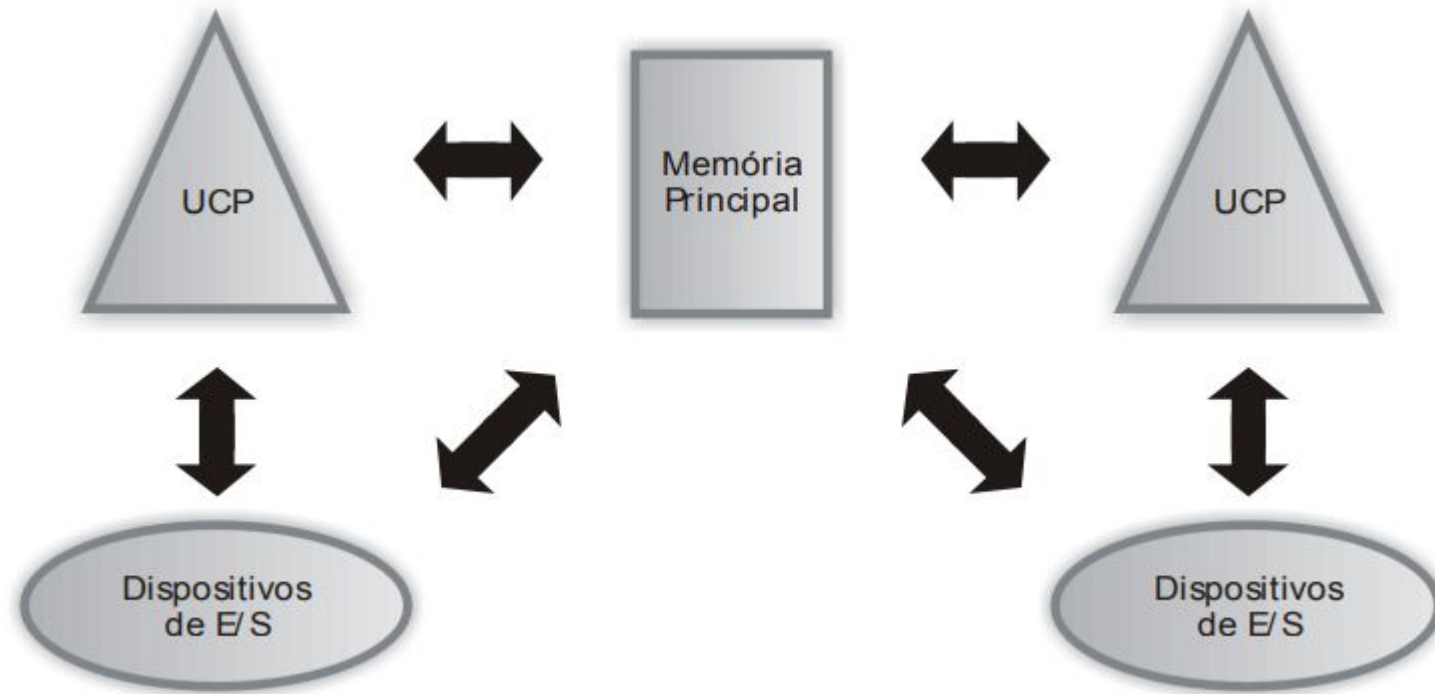 UCP
Memória
Principal
UCP
Dispositivos
de E/S
Dispositivos
de E/S